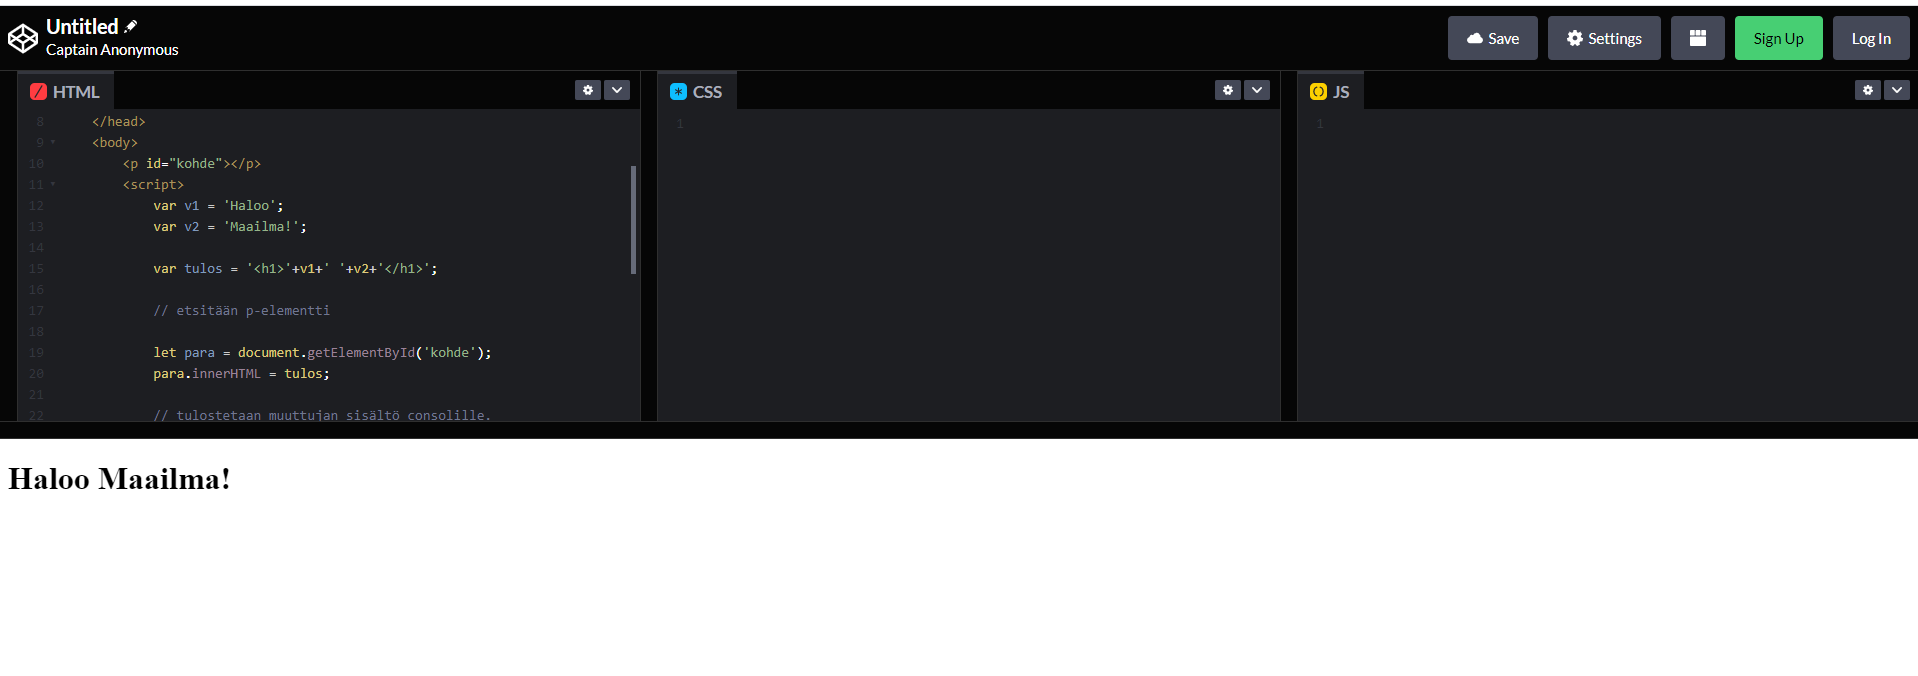 Untitled
Captain Anonymous
Save
Settings
Sign Up
Log In
HTML
8 </head>
9 <body>
10 <p id="kohde"></p>
11 <script>
12 var v1 = 'Haloo';
13 var v2 = 'Maailma!';
14
15 var tulos = '<h1>'+v1+' '+v2+'</h1>';
16
17 // etsitään p-elementti
18
19 let para = document.getElementById('kohde');
20 para.innerHTML = tulos;
21
22 // tulostetaan muuttujan sisältö consolille.
CSS
1
JS
1
Haloo Maailma!